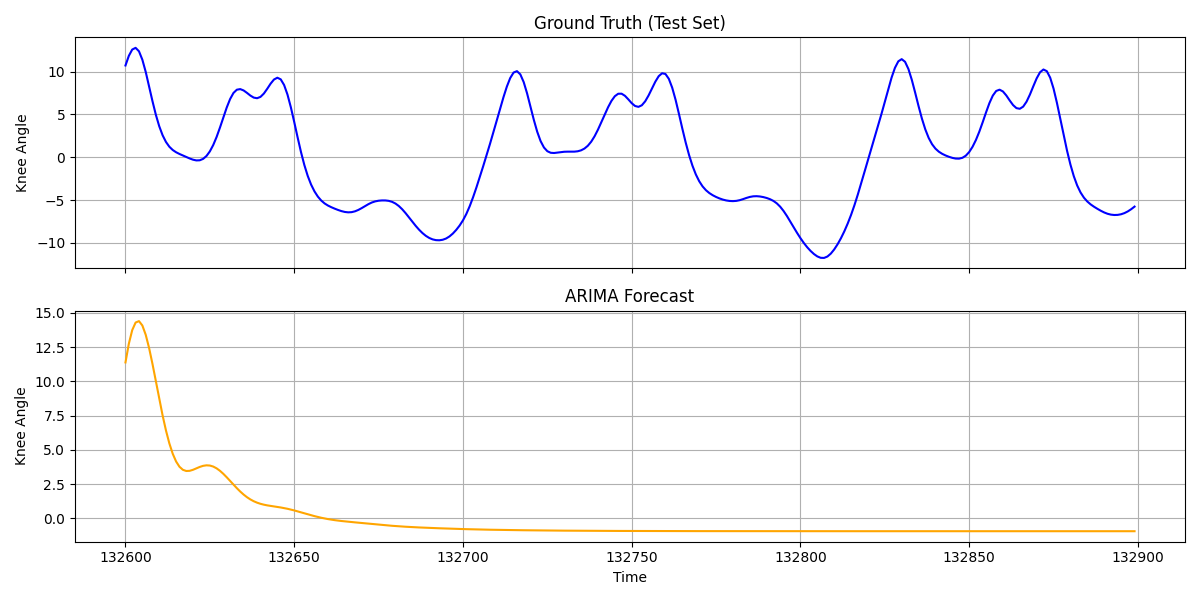 Ground Truth (Test Set)
10
5
0
−5
−10
Knee Angle
ARIMA Forecast
15.0
12.5
10.0
7.5
5.0
2.5
0.0
Knee Angle
132600 132650 132700 132750 132800 132850 132900
Time